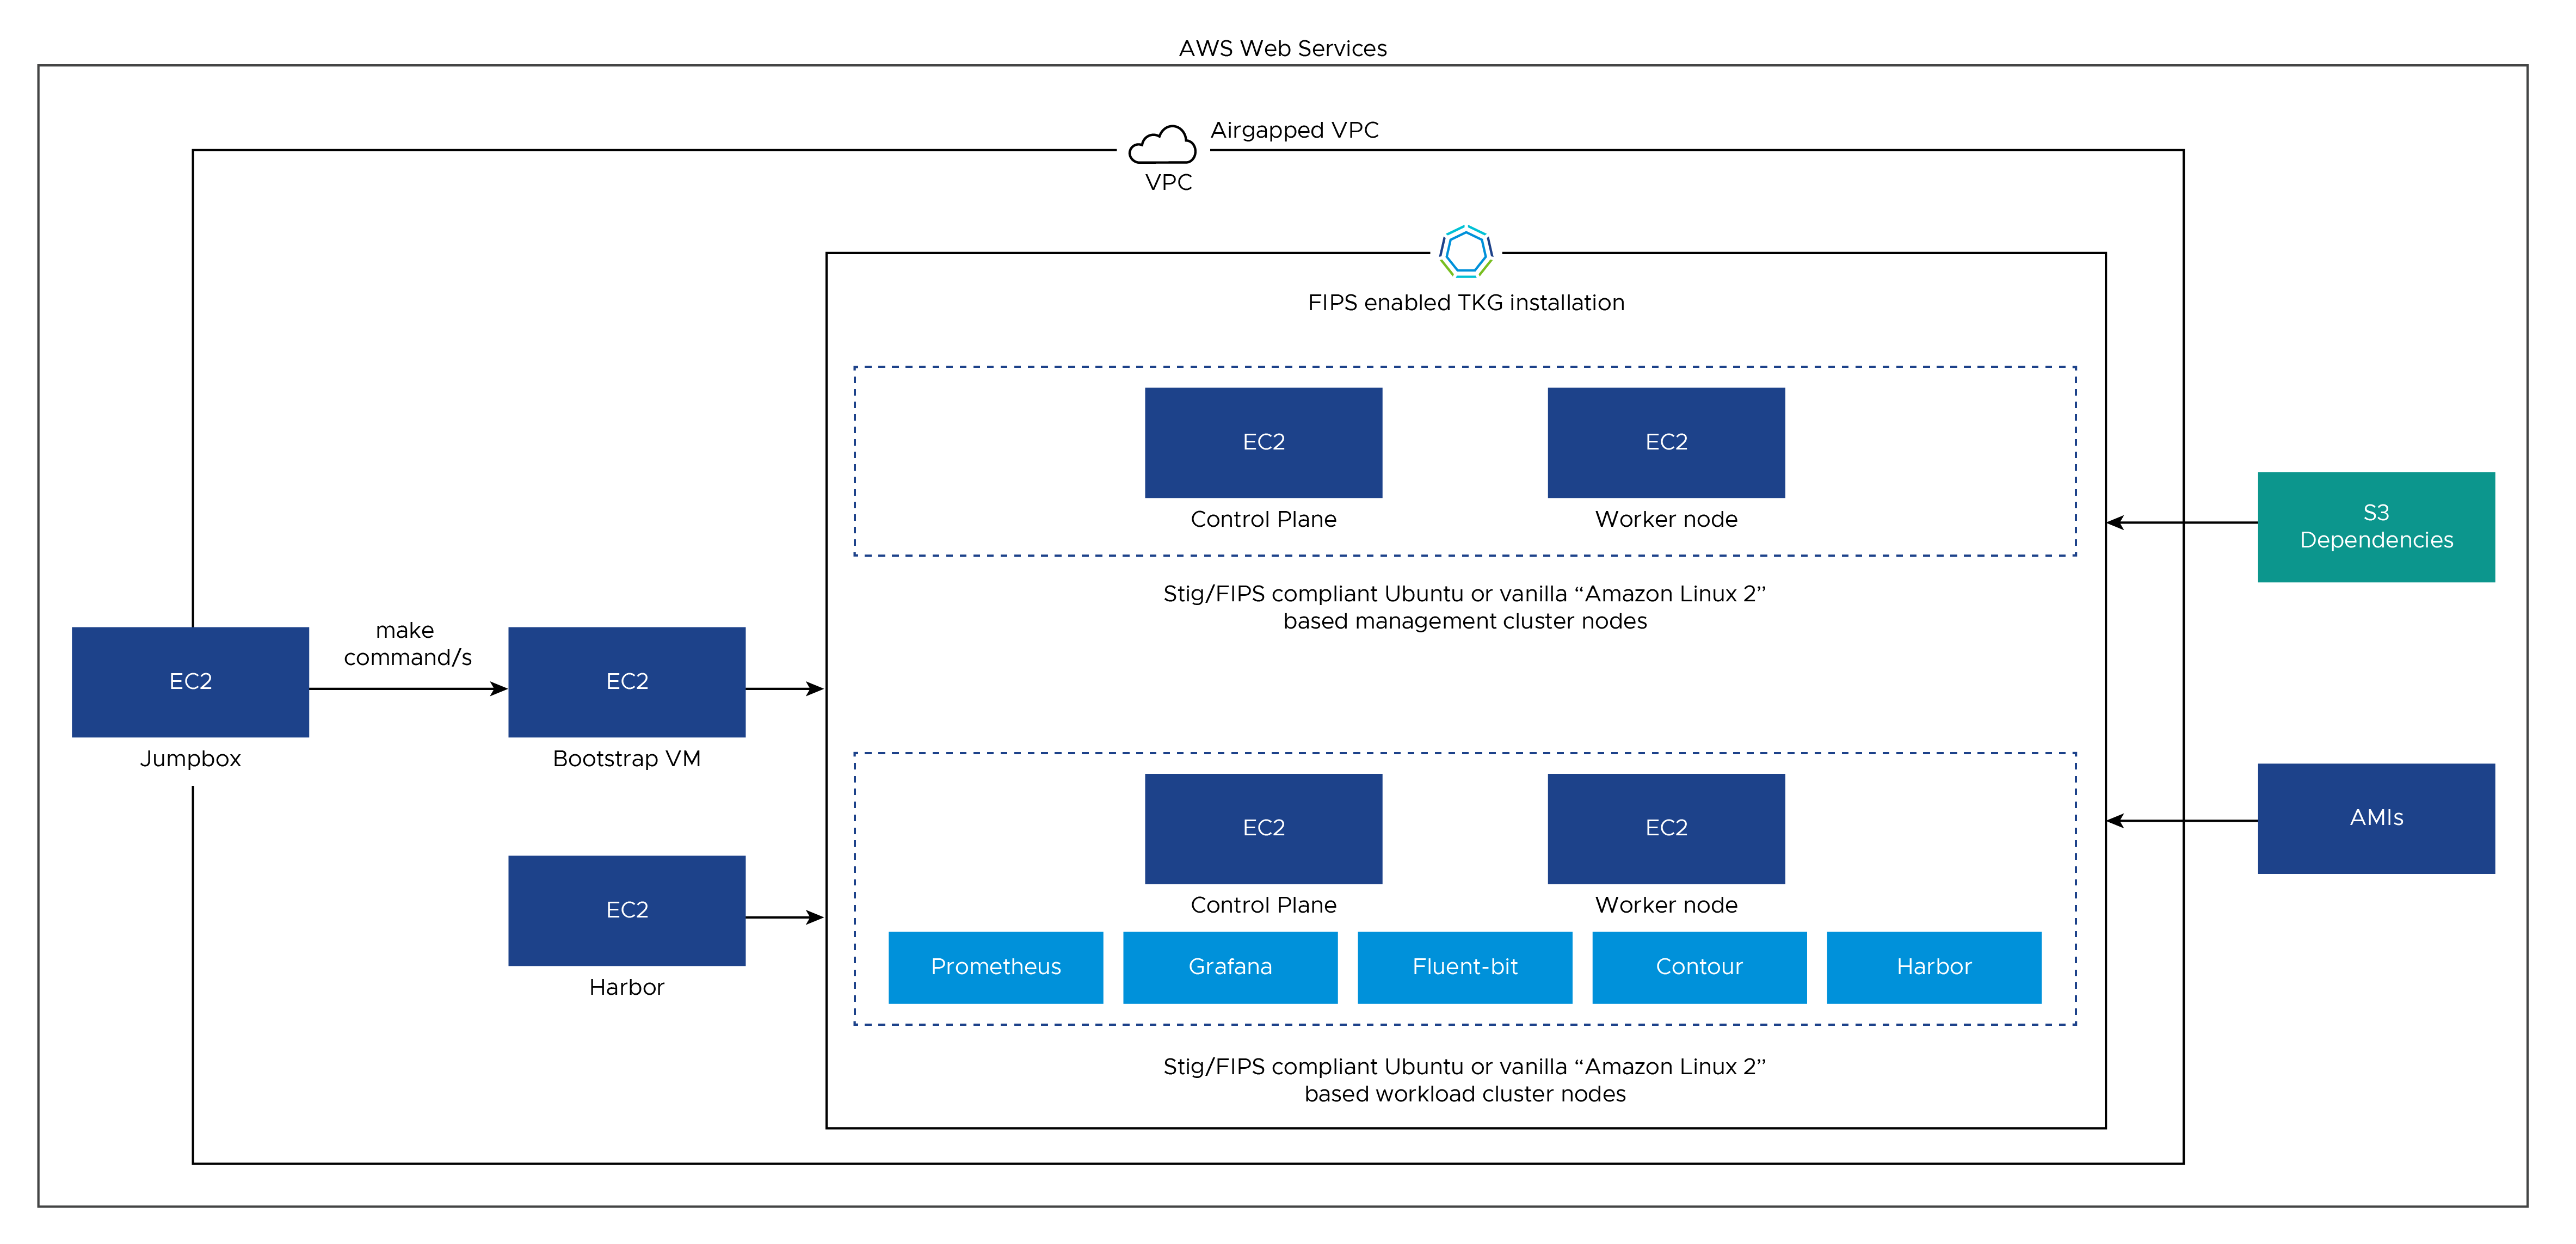 AWS Web Services
Airgapped VPC
VPC
FIPS enabled TKG installation
EC2
Control Plane
EC2
Worker node
Stig/FIPS compliant Ubuntu or vanilla “Amazon Linux 2”
based management cluster nodes
S3
Dependencies
EC2
Jumpbox
make
command/s
EC2
Bootstrap VM
EC2
Harbor
EC2
Control Plane
EC2
Worker node
Prometheus
Grafana
Fluent-bit
Contour
Harbor
Stig/FIPS compliant Ubuntu or vanilla “Amazon Linux 2”
based workload cluster nodes
AMIs